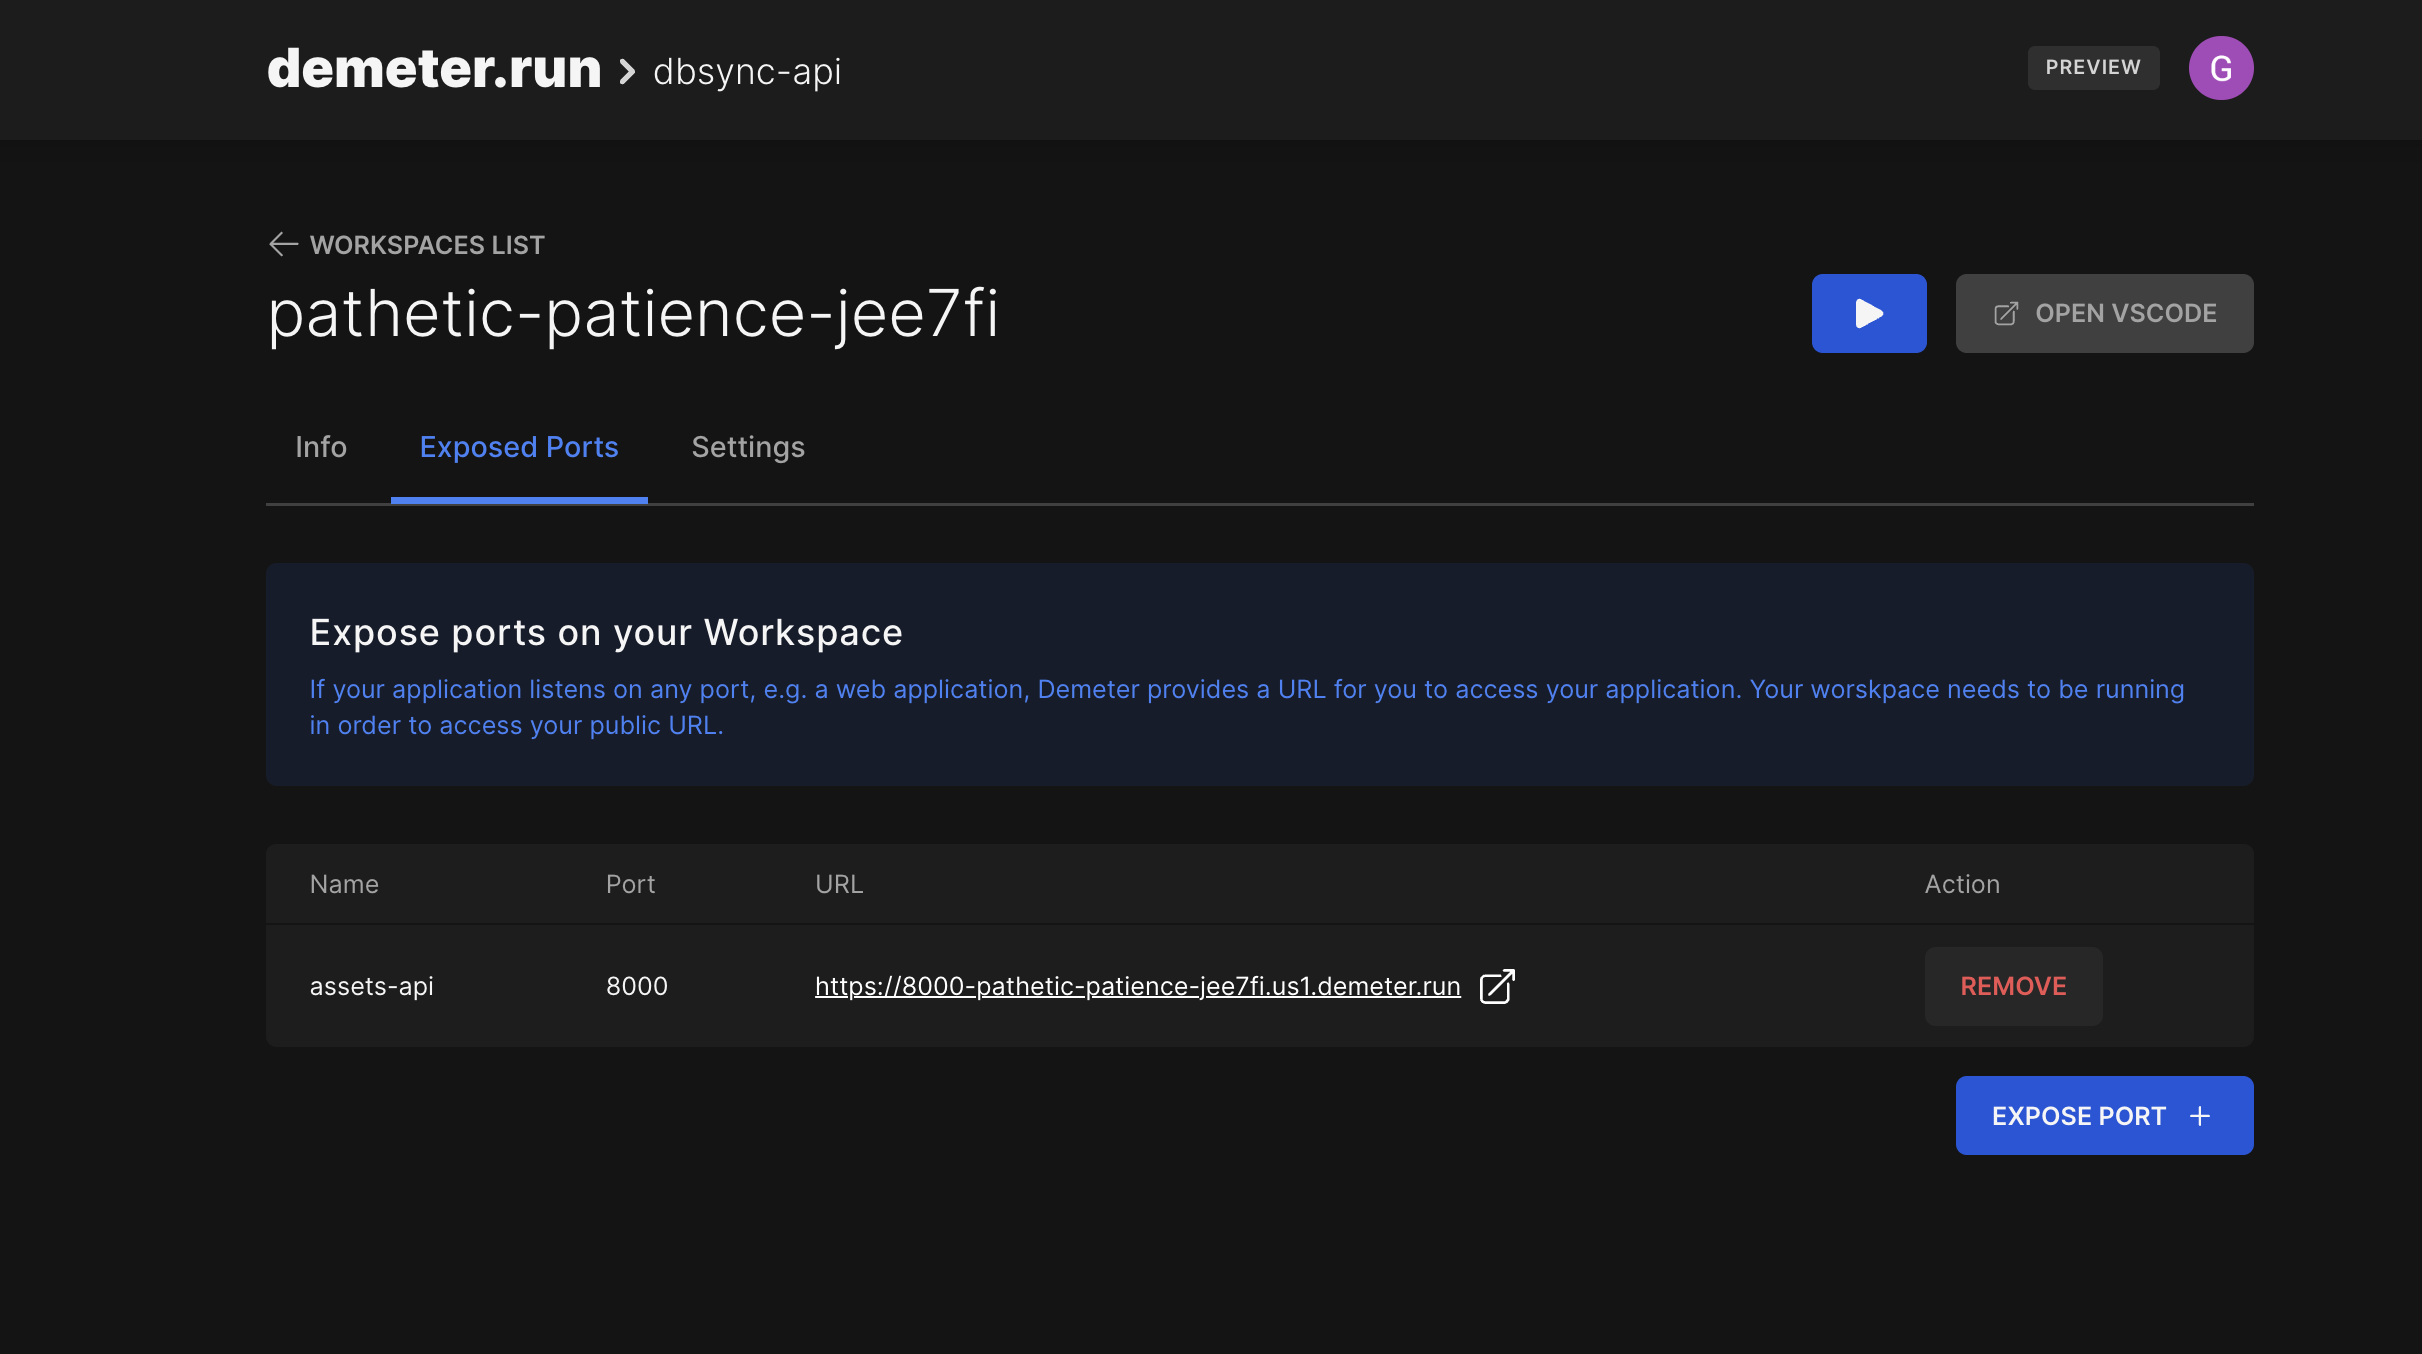 demeter.run > dbsync-api
PREVIEW
G
WORKSPACES LIST
pathetic-patience-jee7fi
OPEN VSCODE
Info Exposed Ports Settings
Expose ports on your Workspace
If your application listens on any port, e.g. a web application, Demeter provides a URL for you to access your application. Your worskpace needs to be running
in order to access your public URL.
Name Port URL Action
assets-api 8000 https://8000-pathetic-patience-jee7fi.us1.demeter.run REMOVE
EXPOSE PORT +